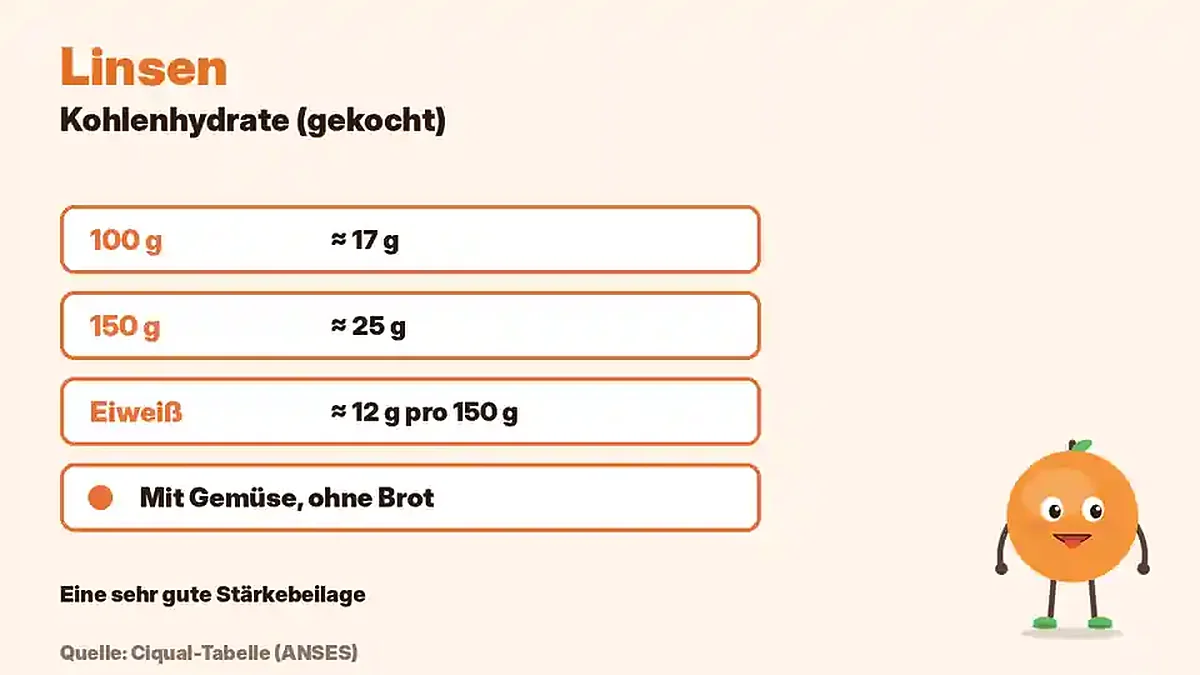 Linsen
Kohlenhydrate (gekocht)
100 g ≈ 17 g
150 g ≈ 25 g
Eiweiß ≈ 12 g pro 150 g
Mit Gemüse, ohne Brot
Eine sehr gute Stärkebeilage
Quelle: Ciqual-Tabelle (ANSES)